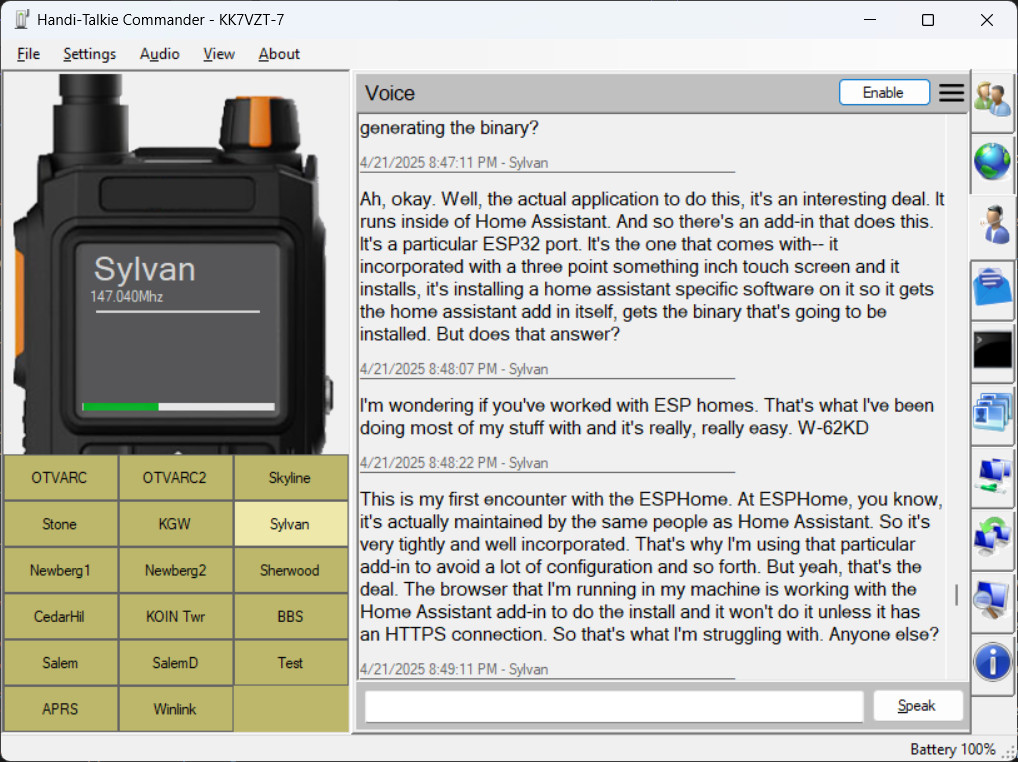 Handi-Talkie Commander - KK7VZT-7
File Settings Audio View About
Sylvan
147.040Mhz
OTVARC OTVARC2 Skyline
Stone KGW Sylvan
Newberg1 Newberg2 Sherwood
CedarHil KOIN Twr BBS
Salem SalemD Test
APRS Winlink
Voice Enable
generating the binary?
4/21/2025 8:47:11 PM - Sylvan
Ah, okay. Well, the actual application to do this, it's an interesting deal. It
runs inside of Home Assistant. And so there's an add-in that does this.
It's a particular ESP32 port. It's the one that comes with-- it
incorporated with a three point something inch touch screen and it
installs, it's installing a home assistant specific software on it so it gets
the home assistant add in itself, gets the binary that's going to be
installed. But does that answer?
4/21/2025 8:48:07 PM - Sylvan
I'm wondering if you've worked with ESP homes. That's what I've been
doing most of my stuff with and it's really, really easy. W-62KD
4/21/2025 8:48:22 PM - Sylvan
This is my first encounter with the ESPHome. At ESPHome, you know,
it's actually maintained by the same people as Home Assistant. So it's
very tightly and well incorporated. That's why I'm using that particular
add-in to avoid a lot of configuration and so forth. But yeah, that's the
deal. The browser that I'm running in my machine is working with the
Home Assistant add-in to do the install and it won't do it unless it has
an HTTPS connection. So that's what I'm struggling with. Anyone else?
4/21/2025 8:49:11 PM - Sylvan
Speak
Battery 100%